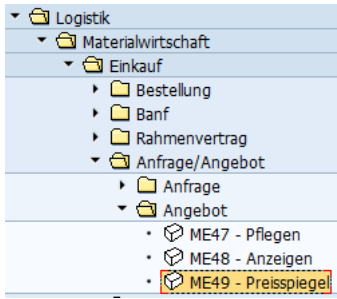 Logistik
Materialwirtschaft
Einkauf
Bestellung
Banf
Rahmenvertrag
Anfrage/Angebot
Anfrage
Angebot
ME47 - Pflegen
ME48 - Anzeigen
ME49 - Preisspiegel